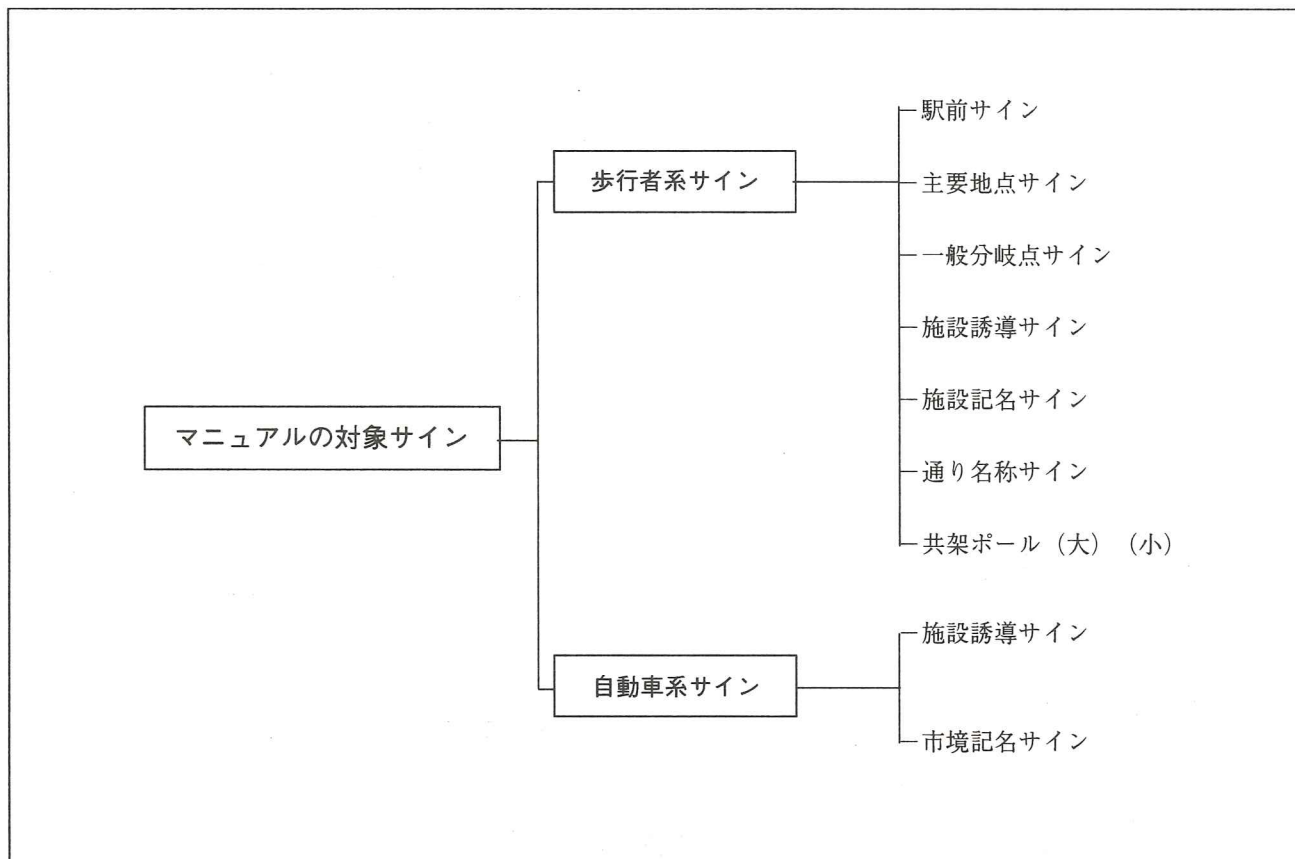 駅前サイン
歩行者系サイン
主要地点サイン
一般分岐点サイン
施設誘導サイン
施設記名サイン
マニュアルの対象サイン
通り名称サイン
共架ポール（大）（小）
施設誘導サイン
自動車系サイン
市境記名サイン